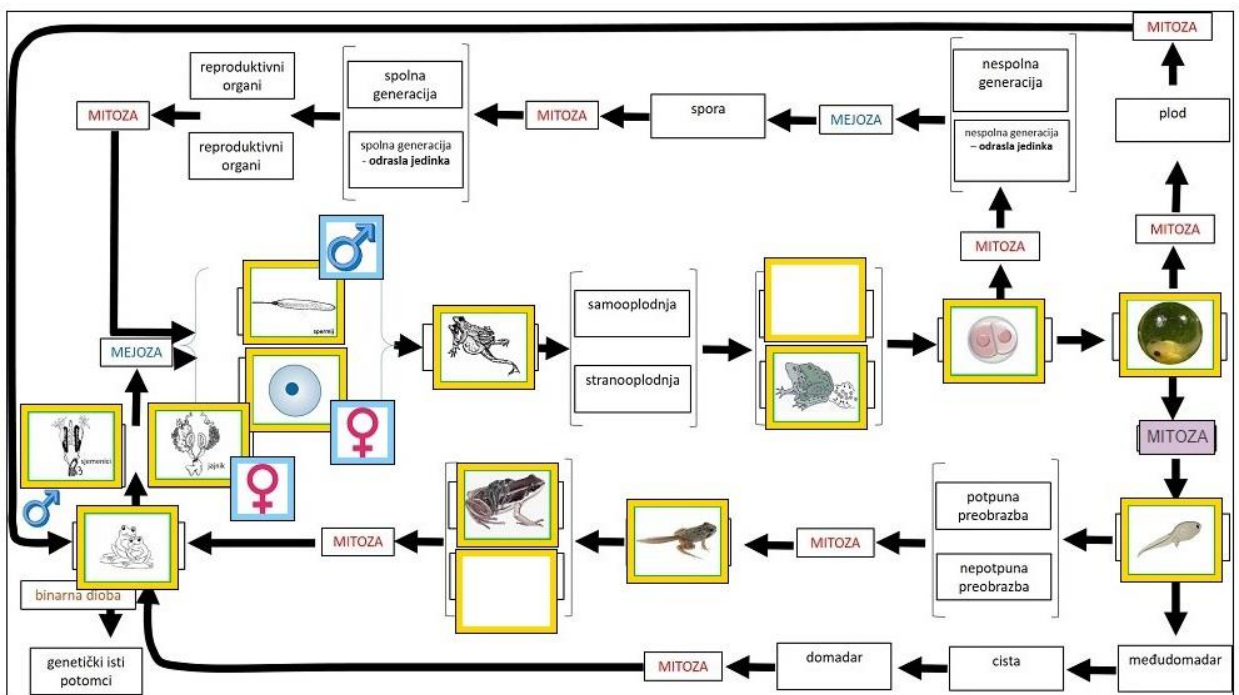 MITOZA
reproduktivni
organi
spolna
generacija
nespolna
generacija
MITOZA
MITOZA
spora
MEJOZA
plod
reproduktivni
organi
spolna generacija
- odrasla jedinka
nespolna generacija
– odrasla jedinka
MITOZA
MITOZA
spermij
samooplodnja
MEJOZA
stranooplodnja
sjemenici
jajnik
MITOZA
potpuna
preobrazba
MITOZA
MITOZA
nepotpuna
preobrazba
binarna dioba
genetički isti
potomci
MITOZA
domadar
cista
međudomadar